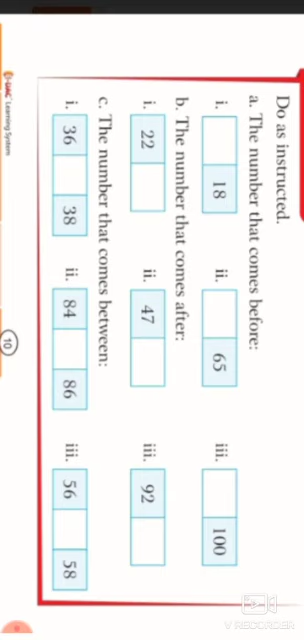 Do as instructed.
a. The number that comes before:
i. 18 ii. 65 iii. 100
b. The number that comes after:
i. 22 ii. 47 iii. 92
c. The number that comes between:
i. 36 38 ii. 84 86 iii. 56 58
Learning System
10
V RECORDER